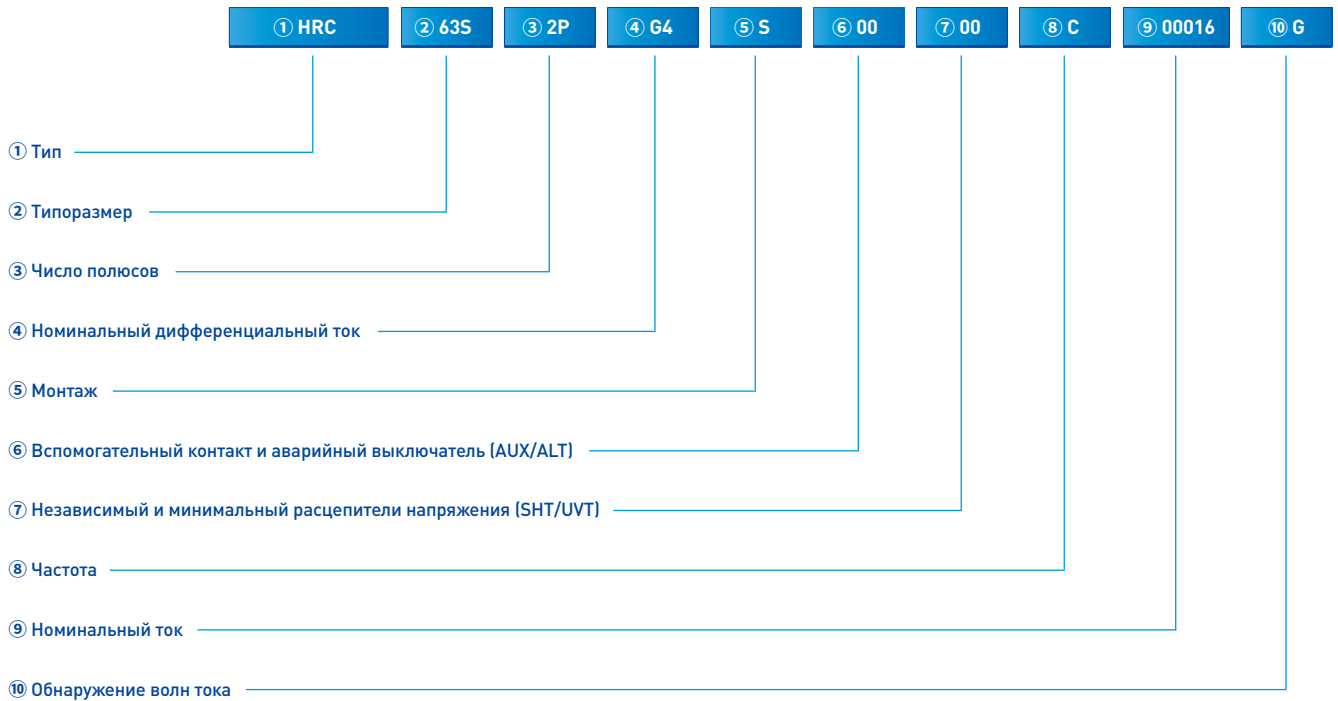 ① HRC ② 63S ③ 2P ④ G4 ⑤ S ⑥ 00 ⑦ 00 ⑧ C ⑨ 00016 ⑩ G
① Тип
② Типоразмер
③ Число полюсов
④ Номинальный дифференциальный ток
⑤ Монтаж
⑥ Вспомогательный контакт и аварийный выключатель (AUX/ALT)
⑦ Независимый и минимальный расцепители напряжения (SHT/UVT)
⑧ Частота
⑨ Номинальный ток
⑩ Обнаружение волн тока